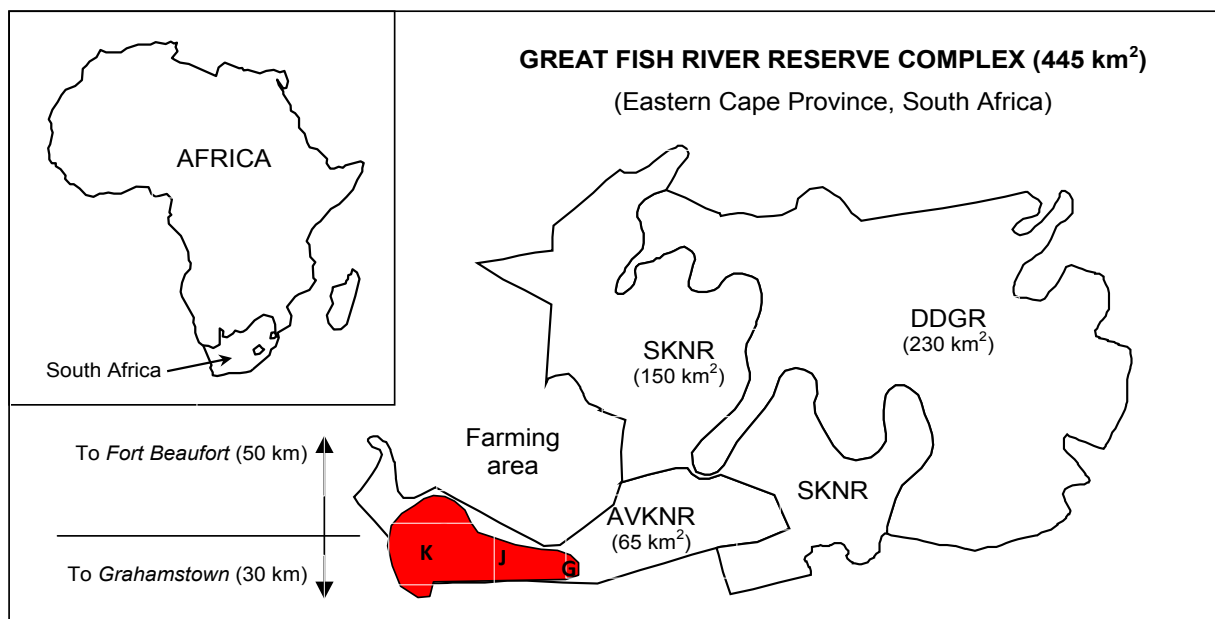 GREAT FISH RIVER RESERVE COMPLEX (445 km²)
(Eastern Cape Province, South Africa)
AFRICA
South Africa
DDGR
(230 km²)
SKNR
(150 km²)
Farming
area
To Fort Beaufort (50 km)
SKNR
AVKNR
(65 km²)
K
J
G
To Grahamstown (30 km)